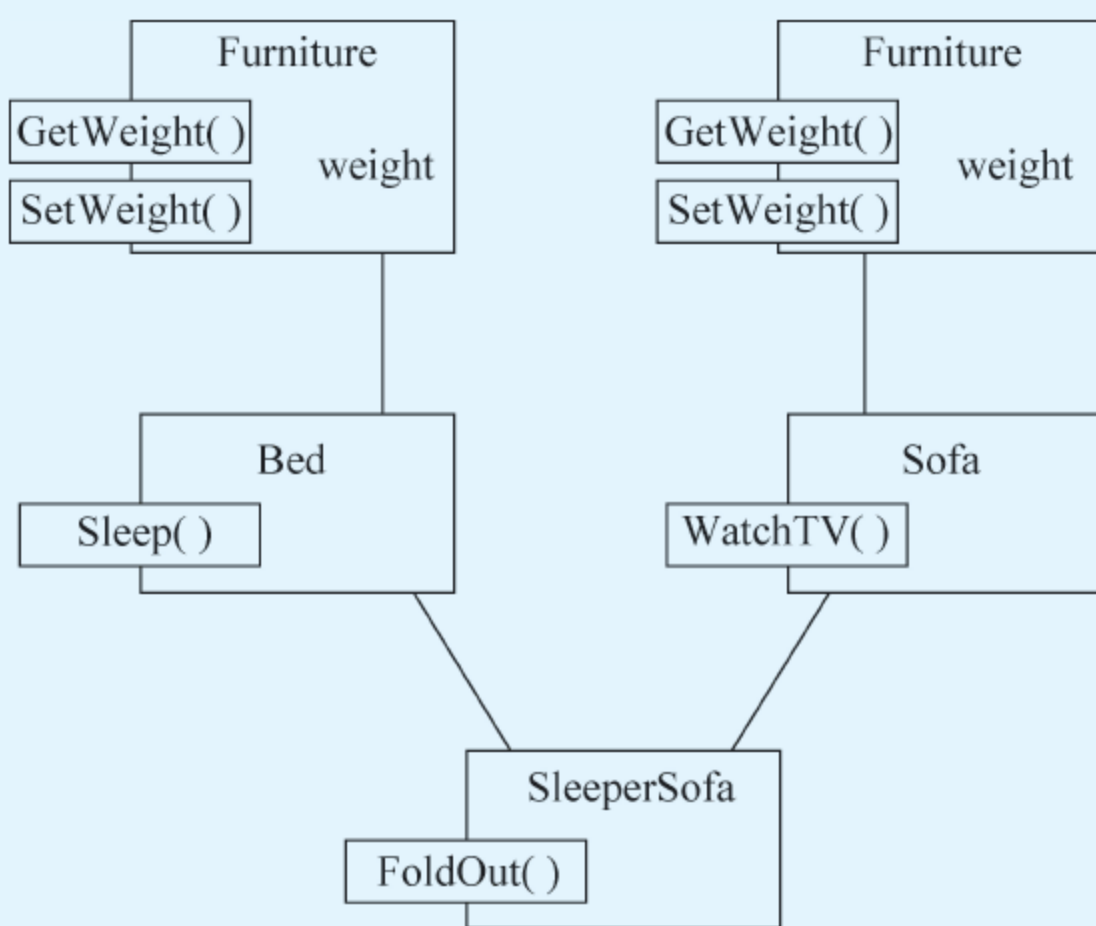 Furniture
GetWeight( )
weight
SetWeight( )
Furniture
GetWeight( )
weight
SetWeight( )
Bed
Sleep( )
Sofa
WatchTV( )
SleeperSofa
FoldOut( )